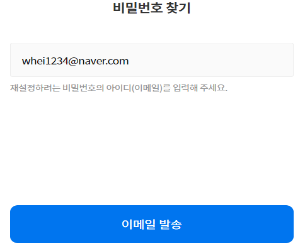 비밀번호 찾기
whei1234@naver.com
재설정하려는 비밀번호의 아이디(이메일)를 입력해 주세요.
이메일 발송